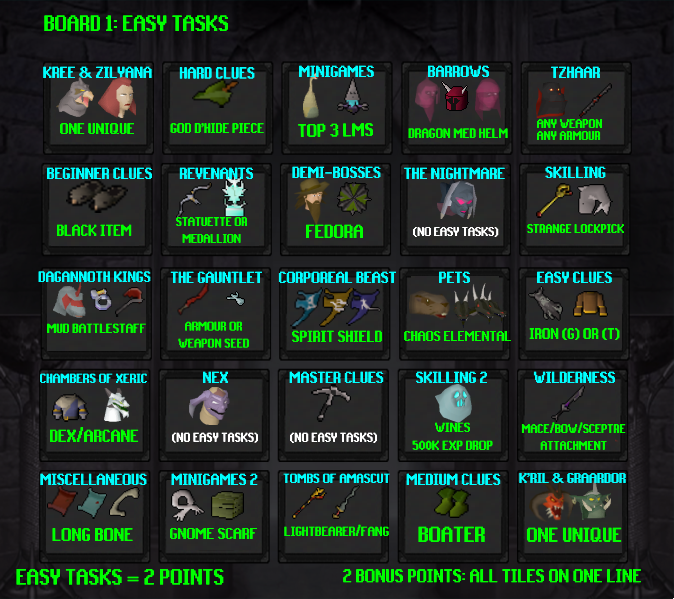 BOARD 1: EASY TASKS
KREE & ZILYANA
ONE UNIQUE
HARD CLUES
GOD D'HIDE PIECE
MINIGAMES
TOP 3 LMS
BARROWS
DRAGON MED HELM
TZHAAR
ANY WEAPON
ANY ARMOUR
BEGINNER CLUES
BLACK ITEM
REVENANTS
STATUETTE OR
MEDALLION
DEMI-BOSSES
FEDORA
THE NIGHTMARE
(NO EASY TASKS)
SKILLING
STRANGE LOCKPICK
DAGANNOTH KINGS
MUD BATTLESTAFF
THE GAUNTLET
ARMOUR OR
WEAPON SEED
CORPOREAL BEAST
SPIRIT SHIELD
PETS
CHAOS ELEMENTAL
EASY CLUES
IRON (G) OR (T)
CHAMBERS OF XERIC
DEX/ARCANE
NEX
(NO EASY TASKS)
MASTER CLUES
(NO EASY TASKS)
SKILLING 2
WINES
500K EXP DROP
WILDERNESS
MACE/BOW/SCEPTRE
ATTACHMENT
MISCELLANEOUS
LONG BONE
MINIGAMES 2
GNOME SCARF
TOMBS OF AMASCUT
LIGHTBEARER/FANG
MEDIUM CLUES
BOATER
K'RIL & GRAARDOR
ONE UNIQUE
EASY TASKS = 2 POINTS
2 BONUS POINTS: ALL TILES ON ONE LINE